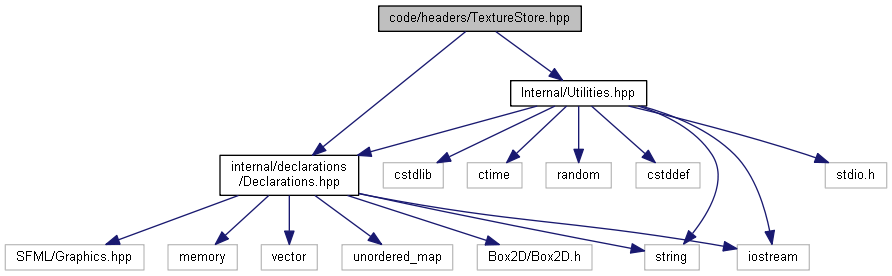 code/headers/TextureStore.hpp
Internal/Utilities.hpp
internal/declarations
/Declarations.hpp
cstdlib
ctime
random
cstddef
stdio.h
SFML/Graphics.hpp
memory
vector
unordered_map
Box2D/Box2D.h
string
iostream